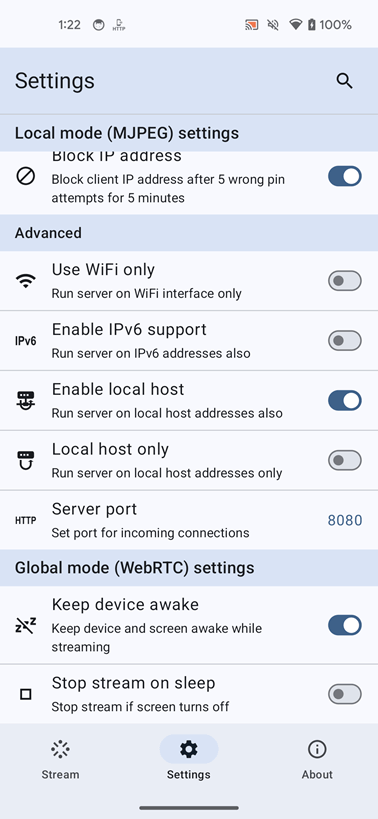 1:22
HTTP
100%
Settings
Local mode (MJPEG) settings
Block IP address
Block client IP address after 5 wrong pin
attempts for 5 minutes
Advanced
Use WiFi only
Run server on WiFi interface only
IPv6
Enable IPv6 support
Run server on IPv6 addresses also
Enable local host
Run server on local host addresses also
Local host only
Run server on local host addresses only
HTTP
Server port
Set port for incoming connections
8080
Global mode (WebRTC) settings
Keep device awake
Keep device and screen awake while
streaming
Stop stream on sleep
Stop stream if screen turns off
Stream
Settings
About